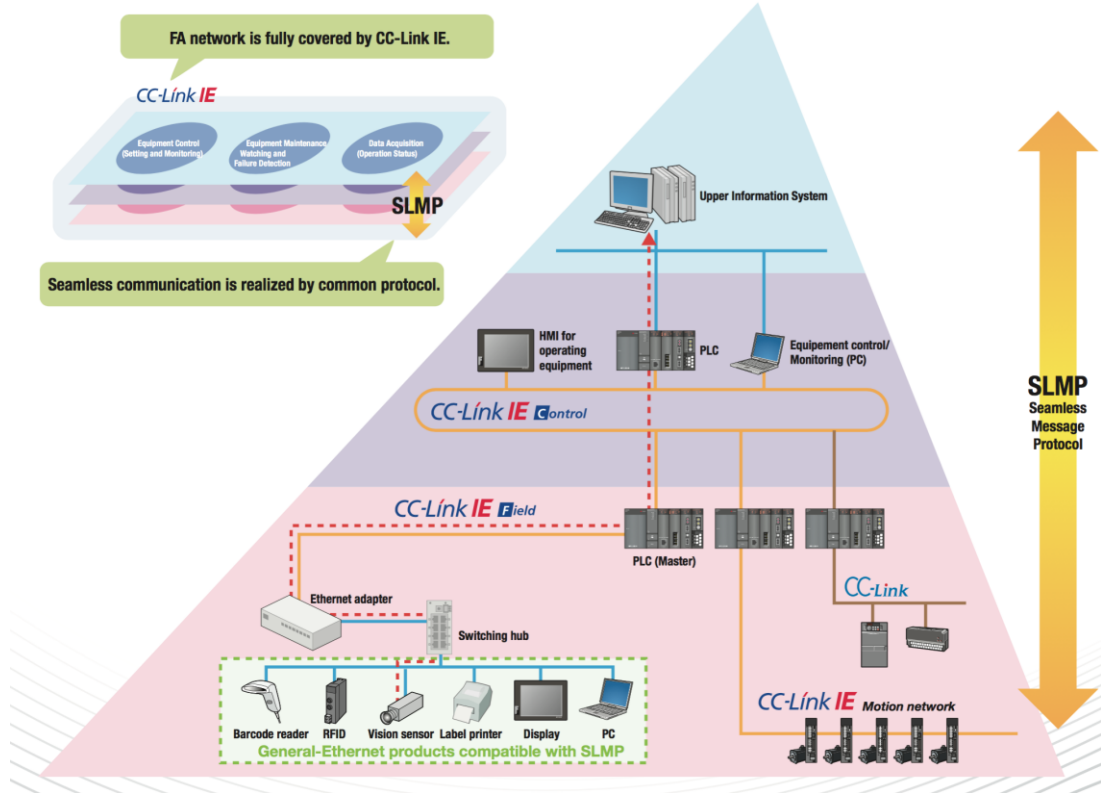 FA network is fully covered by CC-Link IE.
CC-Link IE
Equipment Control
(Setting and Monitoring)
Equipment Maintenance
Watching and
Failure Detection
Data Acquisition
(Operation Status)
SLMP
Seamless communication is realized by common protocol.
Upper Information System
HMI for
operating
equipment
PLC
Equipement control/
Monitoring (PC)
CC-Link IE Control
SLMP
Seamless
Message
Protocol
CC-Link IE Field
PLC (Master)
CC-Link
Ethernet adapter
Switching hub
Barcode reader
RFID
Vision sensor
Label printer
Display
PC
General-Ethernet products compatible with SLMP
CC-Link IE Motion network